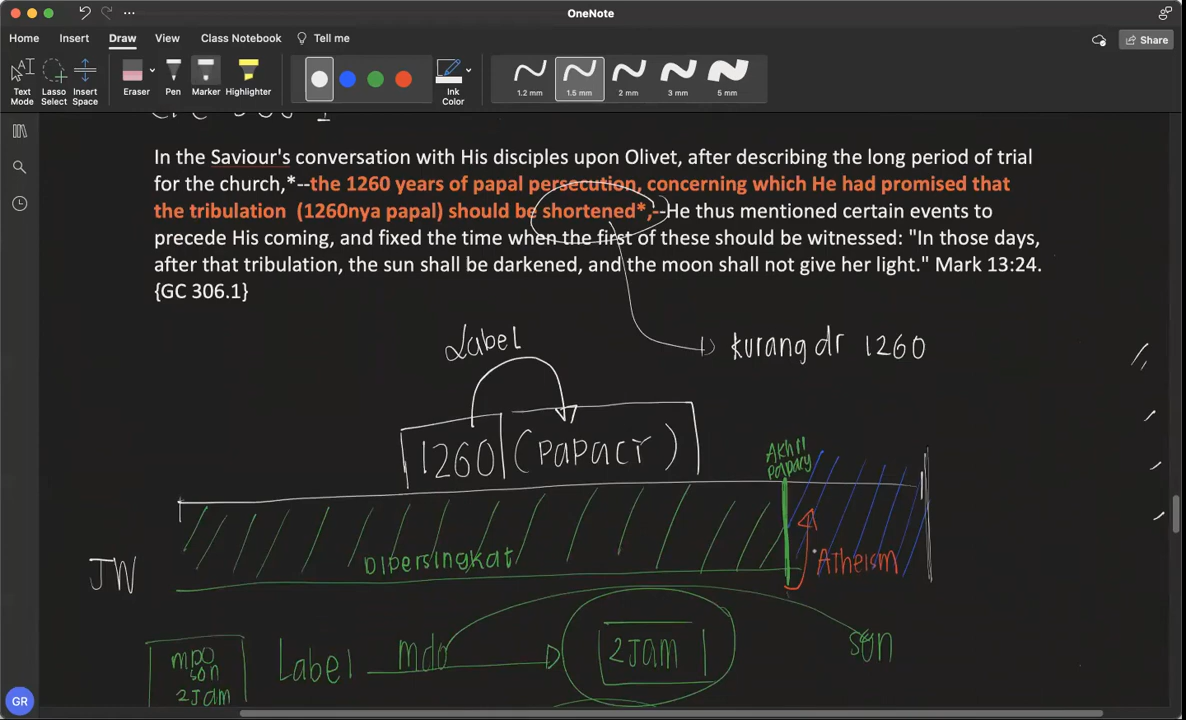 OneNote
Home Insert Draw View Class Notebook Tell me
Share
Text Mode
Lasso Select
Insert Space
Eraser
Pen
Marker
Highlighter
Ink Color
1.2 mm
1.5 mm
2 mm
3 mm
5 mm
In the Saviour's conversation with His disciples upon Olivet, after describing the long period of trial
for the church,*--the 1260 years of papal persecution, concerning which He had promised that
the tribulation (1260nya papal) should be shortened*,--He thus mentioned certain events to
precede His coming, and fixed the time when the first of these should be witnessed: "In those days,
after that tribulation, the sun shall be darkened, and the moon shall not give her light." Mark 13:24.
{GC 306.1}
Label
kurang dr 1260
1260 (PAPACY)
Akhir
papacy
Dipersingkat
Atheism
JW
mDO
sGN
2JAM
Label
mdo
2JAM
sgn
GR